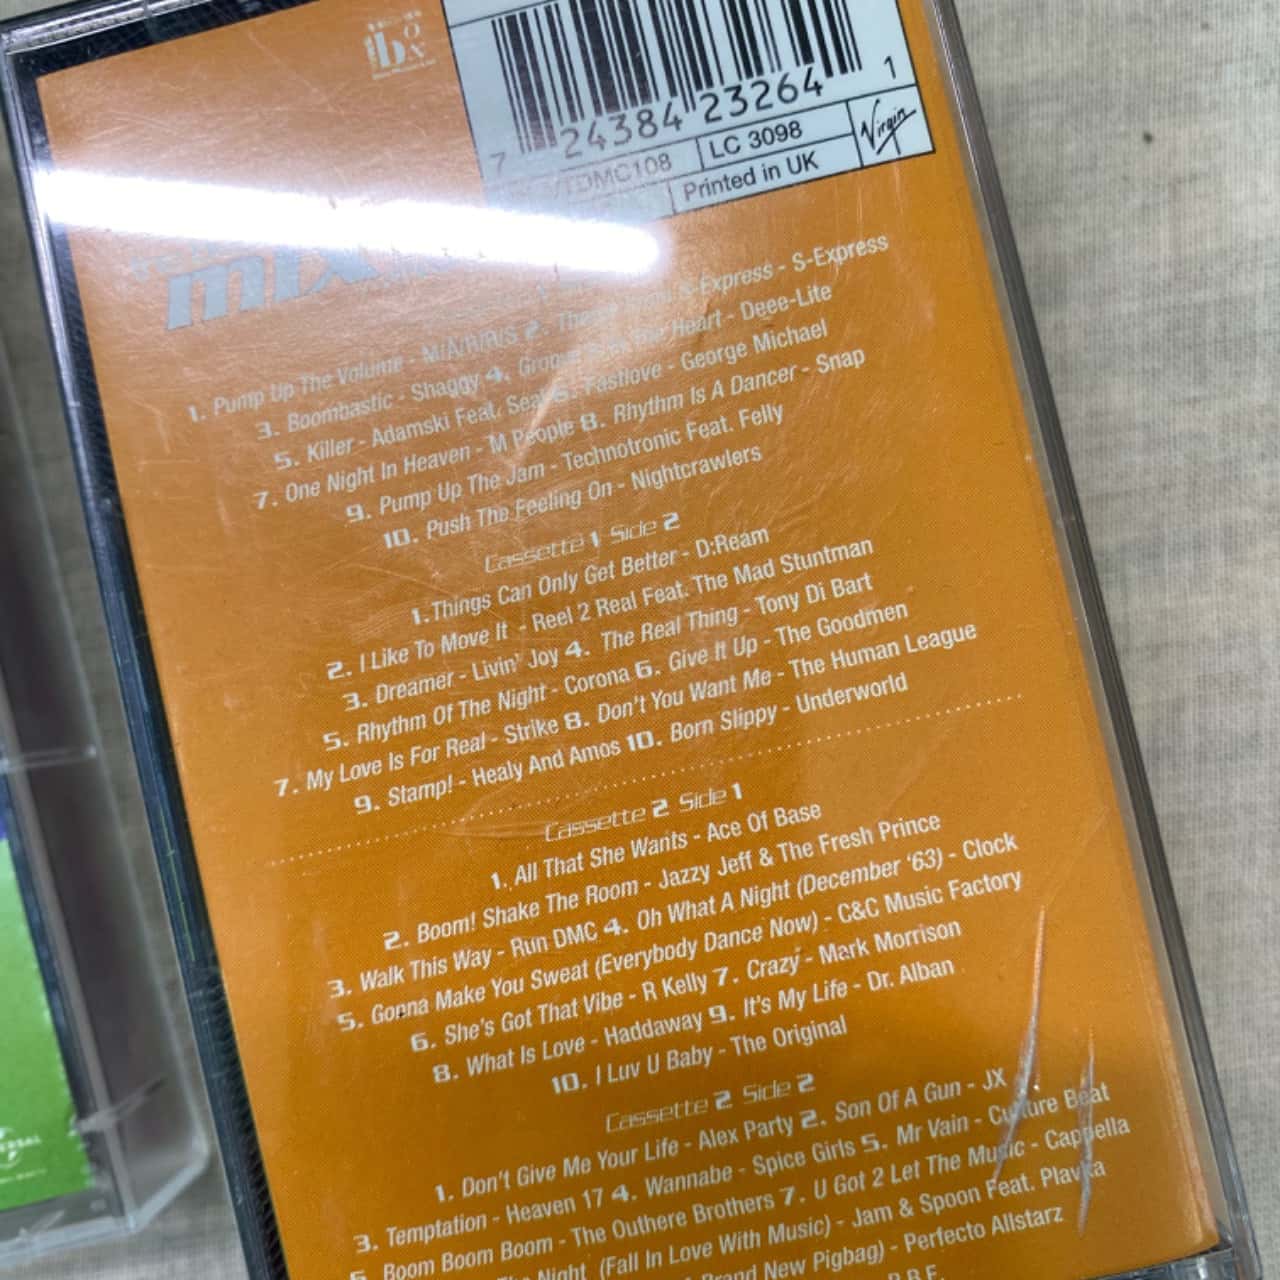 box
7 24384 23264 1
VTDMC108
LC 3098
Virgin
Printed in UK
mix
1. Pump Up The Volume - M/A/R/R/S 2. Theme From S-Express - S-Express
3. Boombastic - Shaggy 4. Groove Is In The Heart - Deee-Lite
5. Killer - Adamski Feat. Seal 6. Fastlove - George Michael
7. One Night In Heaven - M People 8. Rhythm Is A Dancer - Snap
9. Pump Up The Jam - Technotronic Feat. Felly
10. Push The Feeling On - Nightcrawlers
Cassette 1 Side 2
1. Things Can Only Get Better - D:Ream
2. I Like To Move It - Reel 2 Real Feat. The Mad Stuntman
3. Dreamer - Livin' Joy 4. The Real Thing - Tony Di Bart
5. Rhythm Of The Night - Corona 6. Give It Up - The Goodmen
7. My Love Is For Real - Strike 8. Don't You Want Me - The Human League
9. Stamp! - Healy And Amos 10. Born Slippy - Underworld
Cassette 2 Side 1
1. All That She Wants - Ace Of Base
2. Boom! Shake The Room - Jazzy Jeff & The Fresh Prince
3. Walk This Way - Run DMC 4. Oh What A Night (December '63) - Clock
5. Gonna Make You Sweat (Everybody Dance Now) - C&C Music Factory
6. She's Got That Vibe - R Kelly 7. Crazy - Mark Morrison
8. What Is Love - Haddaway 9. It's My Life - Dr. Alban
10. I Luv U Baby - The Original
Cassette 2 Side 2
1. Don't Give Me Your Life - Alex Party 2. Son Of A Gun - JX
3. Temptation - Heaven 17 4. Wannabe - Spice Girls 5. Mr Vain - Culture Beat
6. Boom Boom Boom - The Outhere Brothers 7. U Got 2 Let The Music - Cappella
The Night (Fall In Love With Music) - Jam & Spoon Feat. Plavka
Brand New Pigbag) - Perfecto Allstarz
B.B.E.